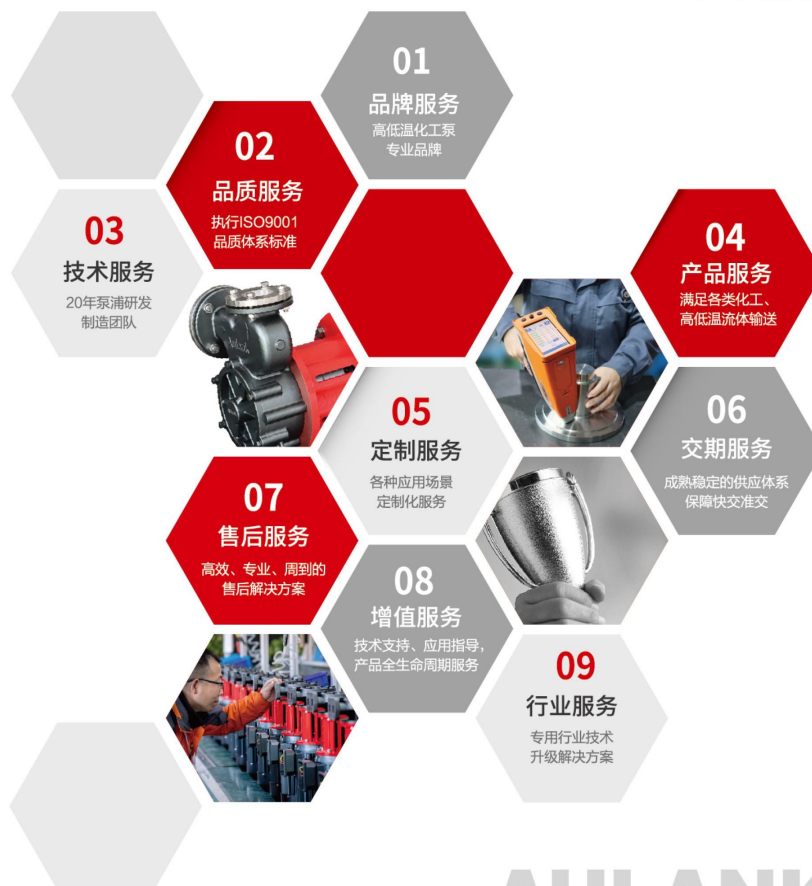 01
品牌服务
高低温化工泵
专业品牌
02
品质服务
执行ISO9001
品质体系标准
03
技术服务
20年泵浦研发
制造团队
04
产品服务
满足各类化工、
高低温流体输送
05
定制服务
各种应用场景
定制化服务
06
交期服务
成熟稳定的供应体系
保障快交准交
07
售后服务
高效、专业、周到的
售后解决方案
08
增值服务
技术支持、应用指导，
产品全生命周期服务
09
行业服务
专用行业技术
升级解决方案